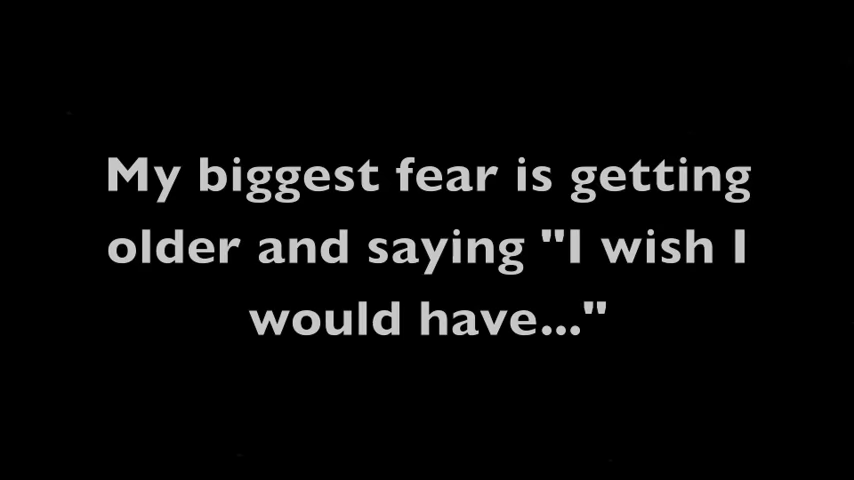 My biggest fear is getting
older and saying "I wish I
would have..."